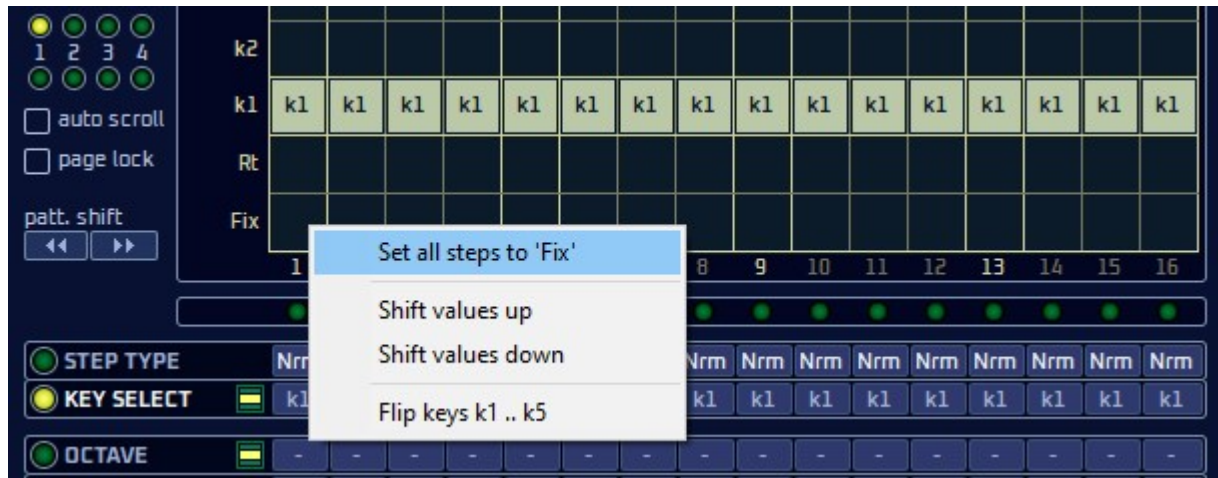 1 2 3 4
auto scroll
page lock
patt. shift
k2
k1 k1 k1 k1 k1 k1 k1 k1 k1 k1 k1 k1 k1 k1 k1 k1 k1
Rt
Fix
1 8 9 10 11 12 13 14 15 16
Set all steps to 'Fix'
Shift values up
Shift values down
Flip keys k1 .. k5
STEP TYPE Nrm Nrm Nrm Nrm Nrm Nrm Nrm Nrm Nrm
KEY SELECT k1 k1 k1 k1 k1 k1 k1 k1 k1 k1
OCTAVE - - - - - - - - - - - - - - - -